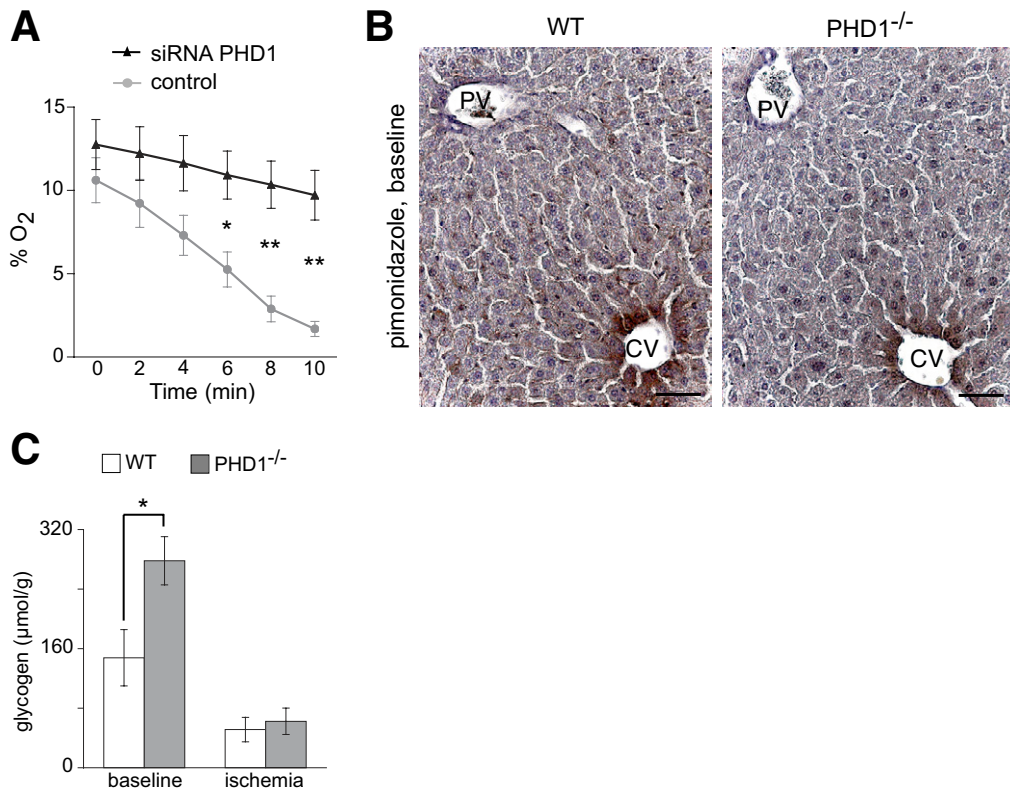 A
siRNA PHD1
control
15
10
5
0
% O2
*
**
**
0 2 4 6 8 10
Time (min)
B
WT PHD1-/-
pimonidazole, baseline
PV
CV
PV
CV
C
WT PHD1-/-
*
320
160
0
glycogen (µmol/g)
baseline ischemia